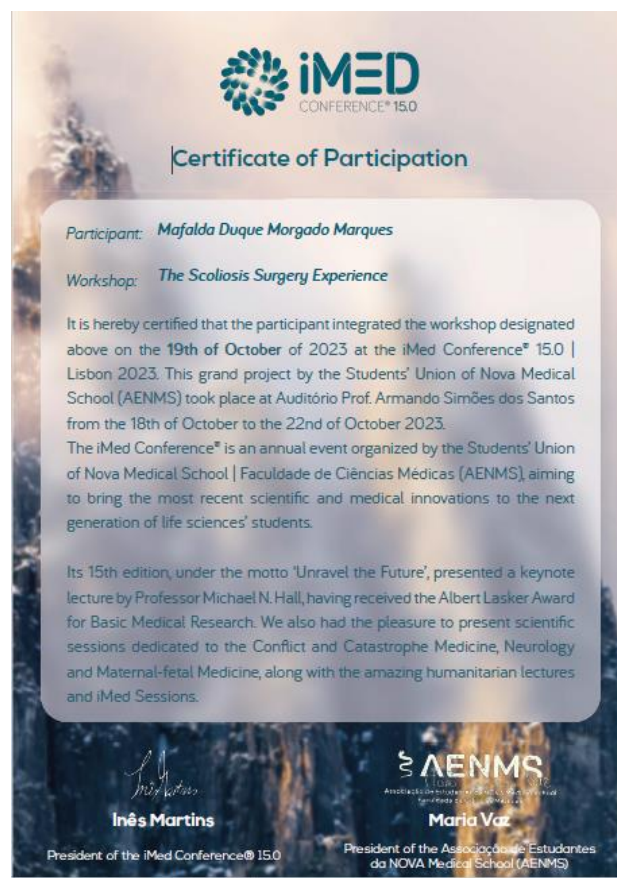 iMED
CONFERENCE® 15.0
Certificate of Participation
Participant: Mafalda Duque Morgado Marques
Workshop: The Scoliosis Surgery Experience
It is hereby certified that the participant integrated the workshop designated
above on the 19th of October of 2023 at the iMed Conference® 15.0 |
Lisbon 2023. This grand project by the Students' Union of Nova Medical
School (AENMS) took place at Auditório Prof. Armando Simões dos Santos
from the 18th of October to the 22nd of October 2023.
The iMed Conference® is an annual event organized by the Students' Union
of Nova Medical School | Faculdade de Ciências Médicas (AENMS), aiming
to bring the most recent scientific and medical innovations to the next
generation of life sciences' students.
Its 15th edition, under the motto 'Unravel the Future', presented a keynote
lecture by Professor Michael N. Hall, having received the Albert Lasker Award
for Basic Medical Research. We also had the pleasure to present scientific
sessions dedicated to the Conflict and Catastrophe Medicine, Neurology
and Maternal-fetal Medicine, along with the amazing humanitarian lectures
and iMed Sessions.
Inês Martins
AENMS
Inês Martins
Maria Vaz
President of the iMed Conference® 15.0
President of the Associação de Estudantes
da NOVA Medical School (AENMS)